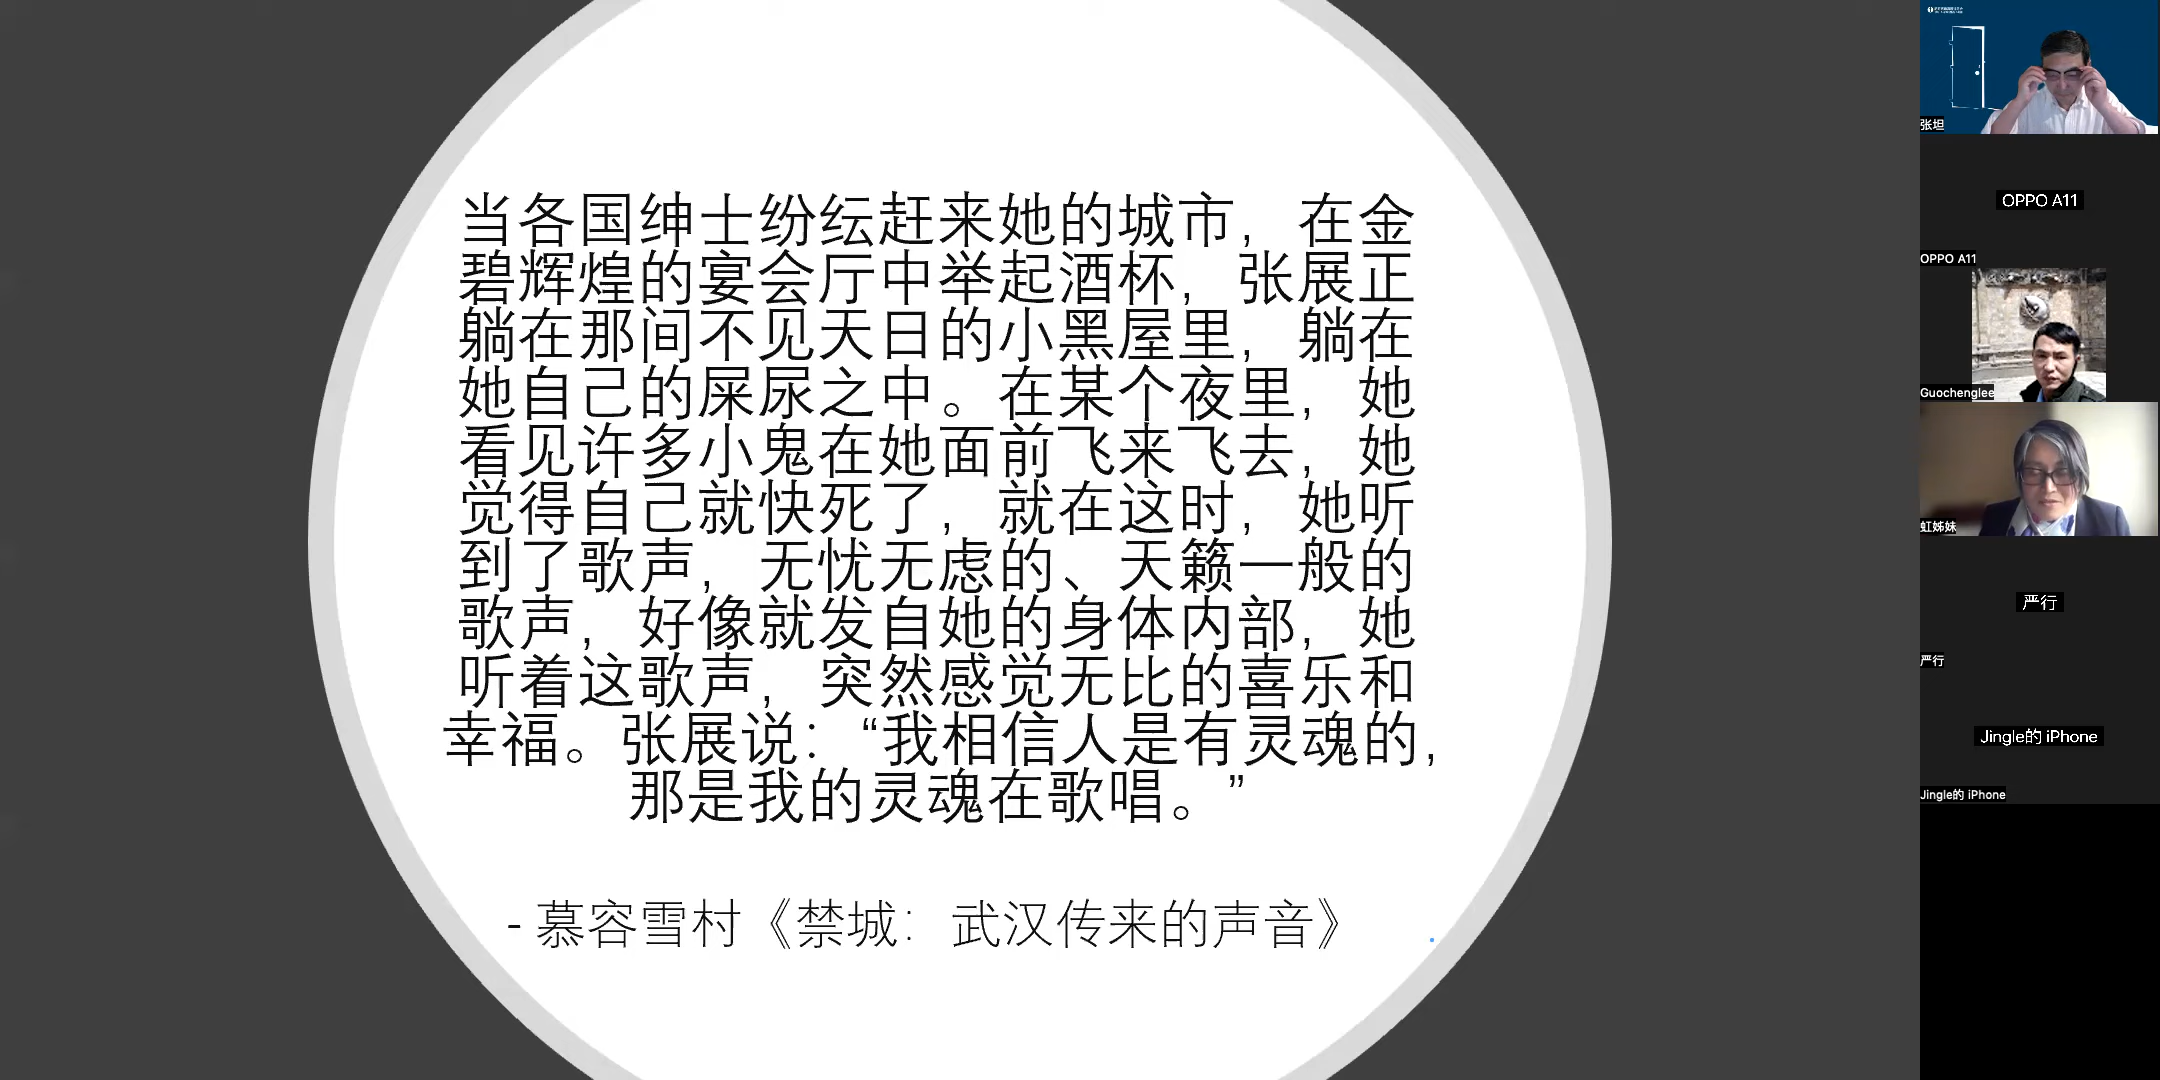 当各国绅士纷纭赶来她的城市，在金
碧辉煌的宴会厅中举起酒杯，张展正
躺在那间不见天日的小黑屋里，躺在
她自己的屎尿之中。在某个夜里，她
看见许多小鬼在她面前飞来飞去，她
觉得自己就快死了，就在这时，她听
到了歌声，无忧无虑的、天籁一般的
歌声，好像就发自她的身体内部，她
听着这歌声，突然感觉无比的喜乐和
幸福。张展说：“我相信人是有灵魂的，
那是我的灵魂在歌唱。”
- 慕容雪村《禁城：武汉传来的声音》
张坦
OPPO A11
OPPO A11
Guochenglee
虹姊妹
严行
严行
Jingle的 iPhone
Jingle的 iPhone